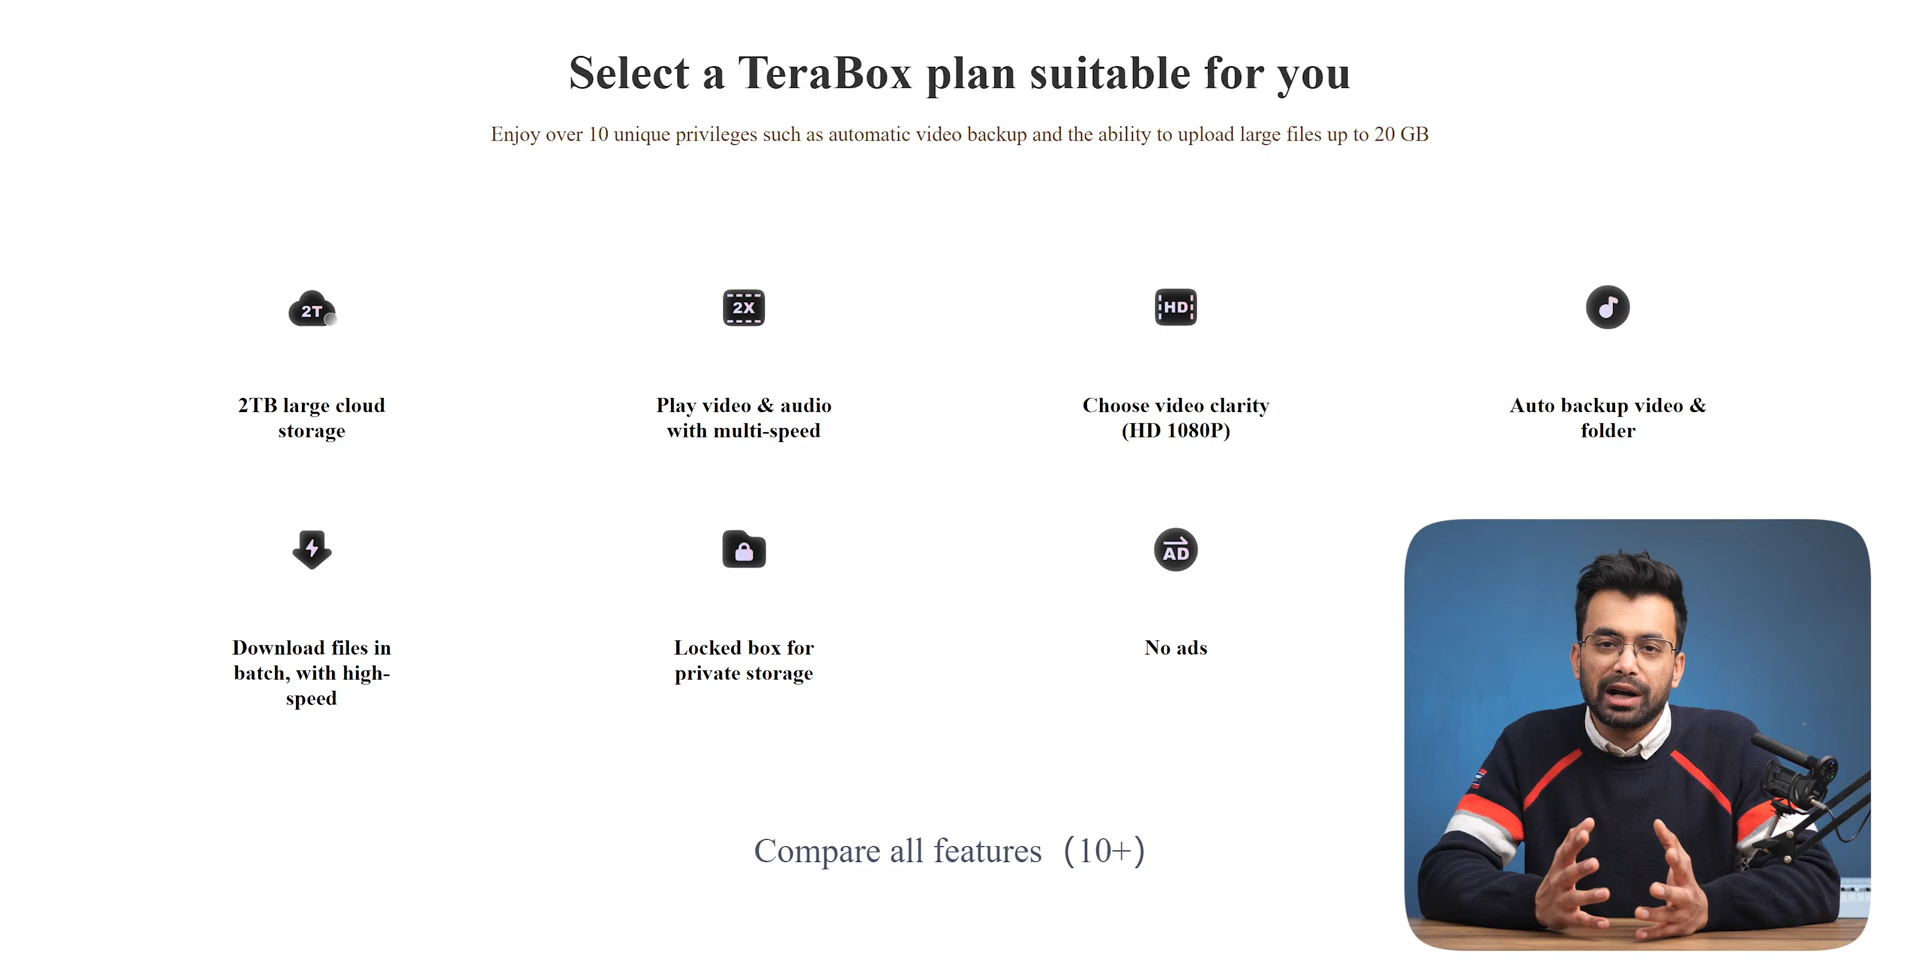 Select a TeraBox plan suitable for you
Enjoy over 10 unique privileges such as automatic video backup and the ability to upload large files up to 20 GB
2T
2X
HD
2TB large cloud
storage
Play video & audio
with multi-speed
Choose video clarity
(HD 1080P)
Auto backup video &
folder
AD
Download files in
batch, with high-
speed
Locked box for
private storage
No ads
Compare all features (10+)